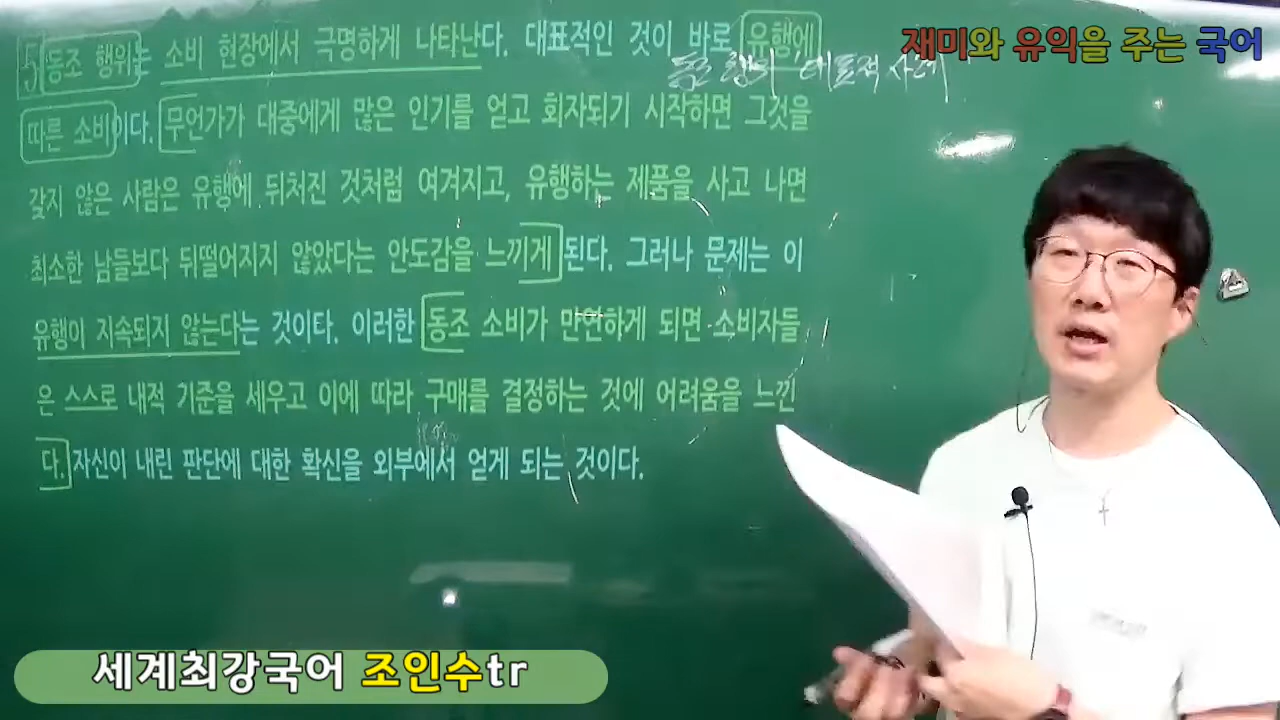 재미와 유익을 주는 국어
5 동조 행위는 소비 현장에서 극명하게 나타난다. 대표적인 것이 바로 유행에
동조 행위 대표적 사례
따른 소비이다. 무언가가 대중에게 많은 인기를 얻고 회자되기 시작하면 그것을
갖지 않은 사람은 유행에 뒤처진 것처럼 여겨지고, 유행하는 제품을 사고 나면
최소한 남들보다 뒤떨어지지 않았다는 안도감을 느끼게 된다. 그러나 문제는 이
유행이 지속되지 않는다는 것이다. 이러한 동조 소비가 만연하게 되면 소비자들
은 스스로 내적 기준을 세우고 이에 따라 구매를 결정하는 것에 어려움을 느낀
다. 자신이 내린 판단에 대한 확신을 외부에서 얻게 되는 것이다.
세계최강국어 조인수tr